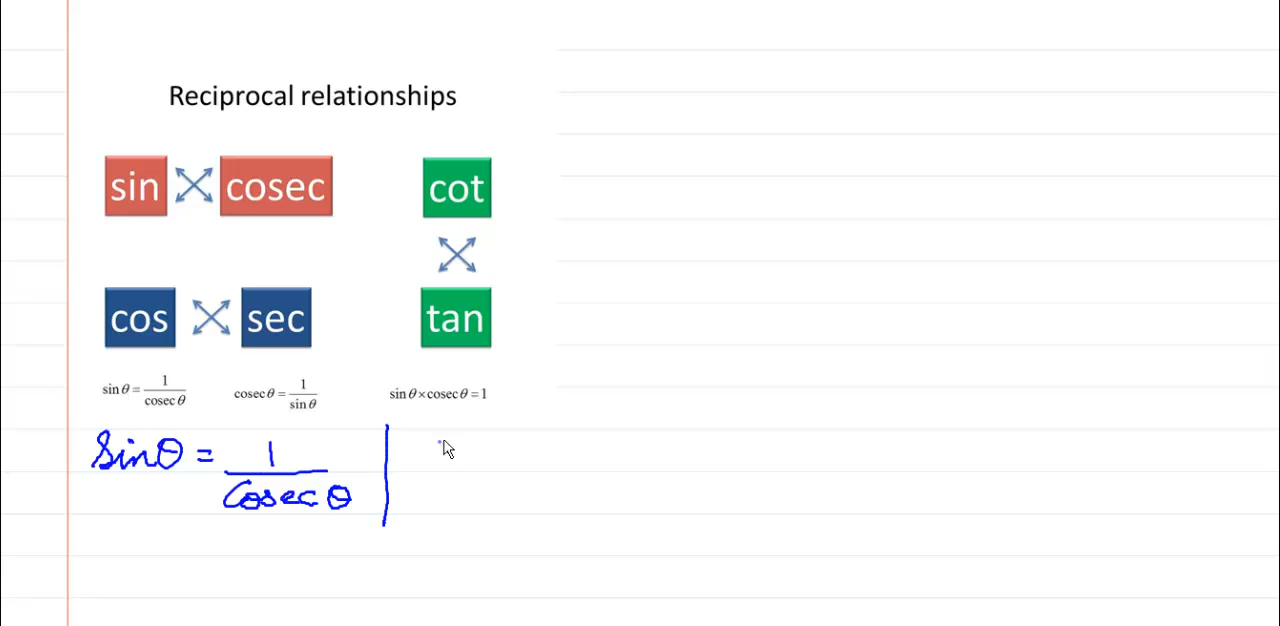 Reciprocal relationships
sin cosec cot
cos sec tan
sin θ = 1/cosec θ cosec θ = 1/sin θ sin θ × cosec θ = 1
Sinθ = 1/Cosec θ